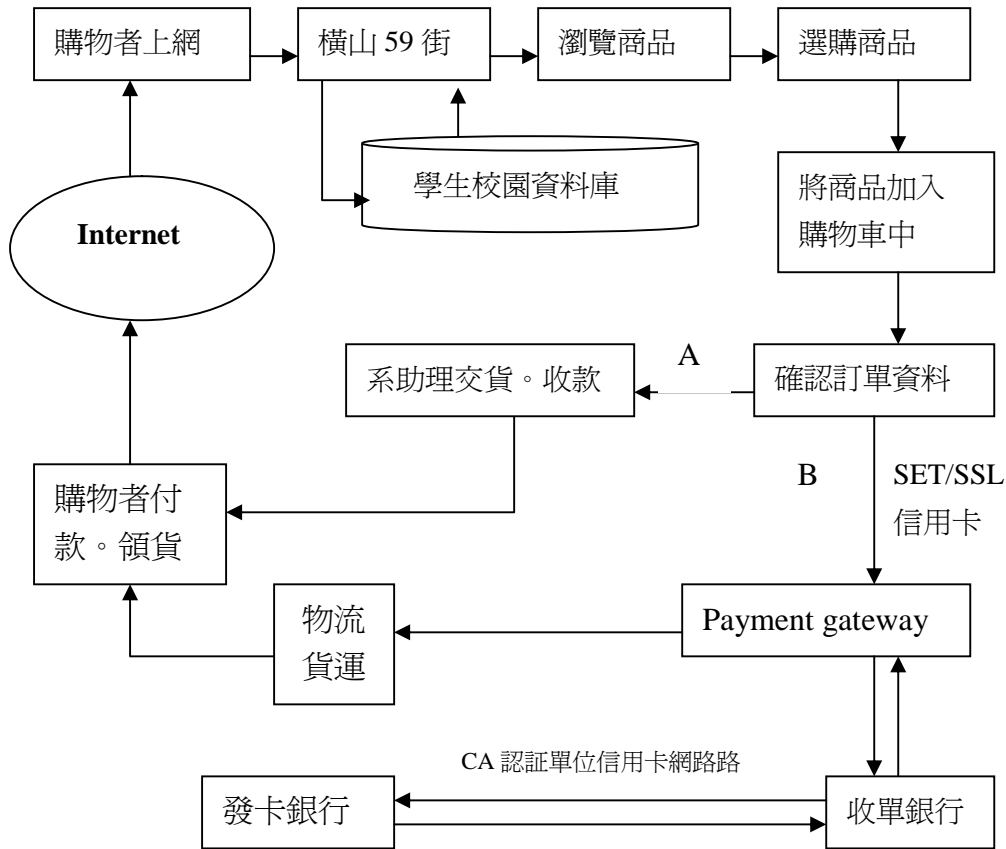 購物者上網
橫山 59 街
瀏覽商品
選購商品
學生校園資料庫
將商品加入
購物車中
Internet
A
系助理交貨。收款
確認訂單資料
B
SET/SSL
信用卡
購物者付
款。領貨
物流
貨運
Payment gateway
CA 認証單位信用卡網路路
發卡銀行
收單銀行